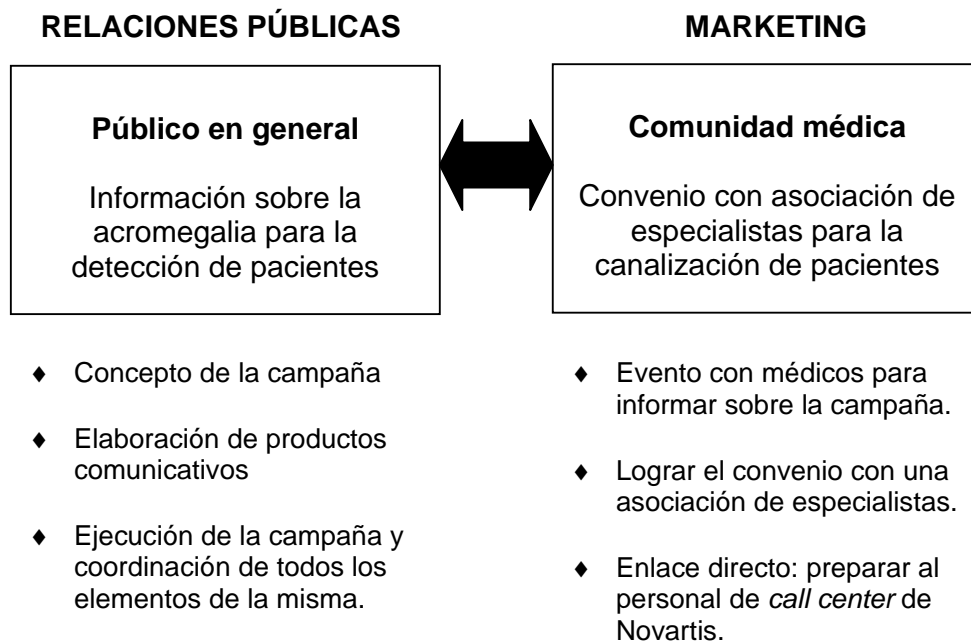 RELACIONES PÚBLICAS
Público en general
Información sobre la
acromegalia para la
detección de pacientes
♦ Concepto de la campaña
♦ Elaboración de productos
comunicativos
♦ Ejecución de la campaña y
coordinación de todos los
elementos de la misma.
MARKETING
Comunidad médica
Convenio con asociación de
especialistas para la
canalización de pacientes
♦ Evento con médicos para
informar sobre la campaña.
♦ Lograr el convenio con una
asociación de especialistas.
♦ Enlace directo: preparar al
personal de call center de
Novartis.